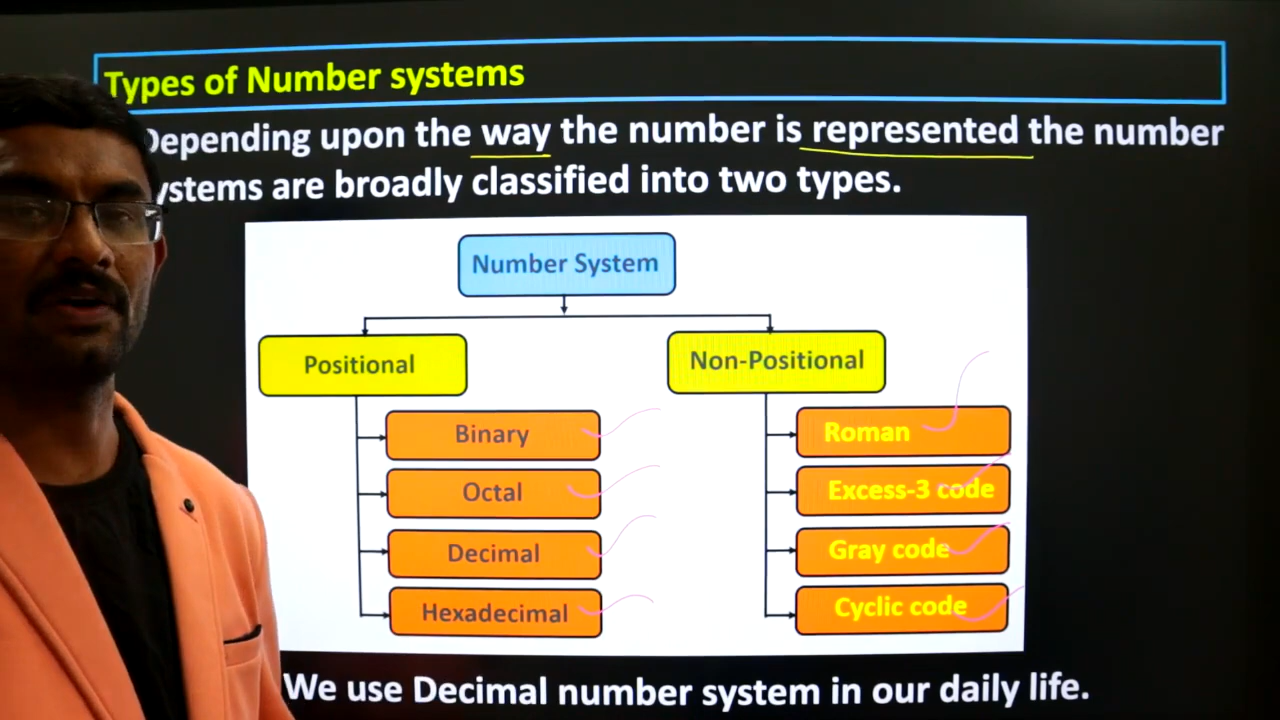 Types of Number systems
Depending upon the way the number is represented the number
ystems are broadly classified into two types.
Number System
Positional
Non-Positional
Binary
Octal
Decimal
Hexadecimal
Roman
Excess-3 code
Gray code
Cyclic code
We use Decimal number system in our daily life.